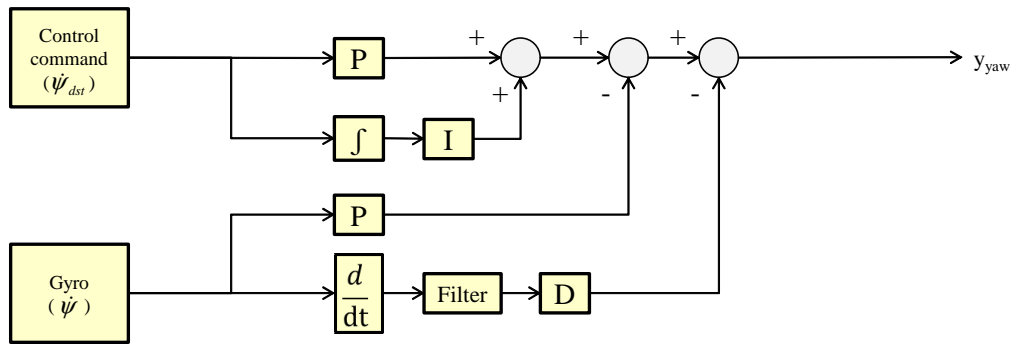 Control
command
(ψ̇dst)
P
+
+
+
+
-
-
yyaw
∫
I
P
Gyro
(ψ̇)
d
dt
Filter
D